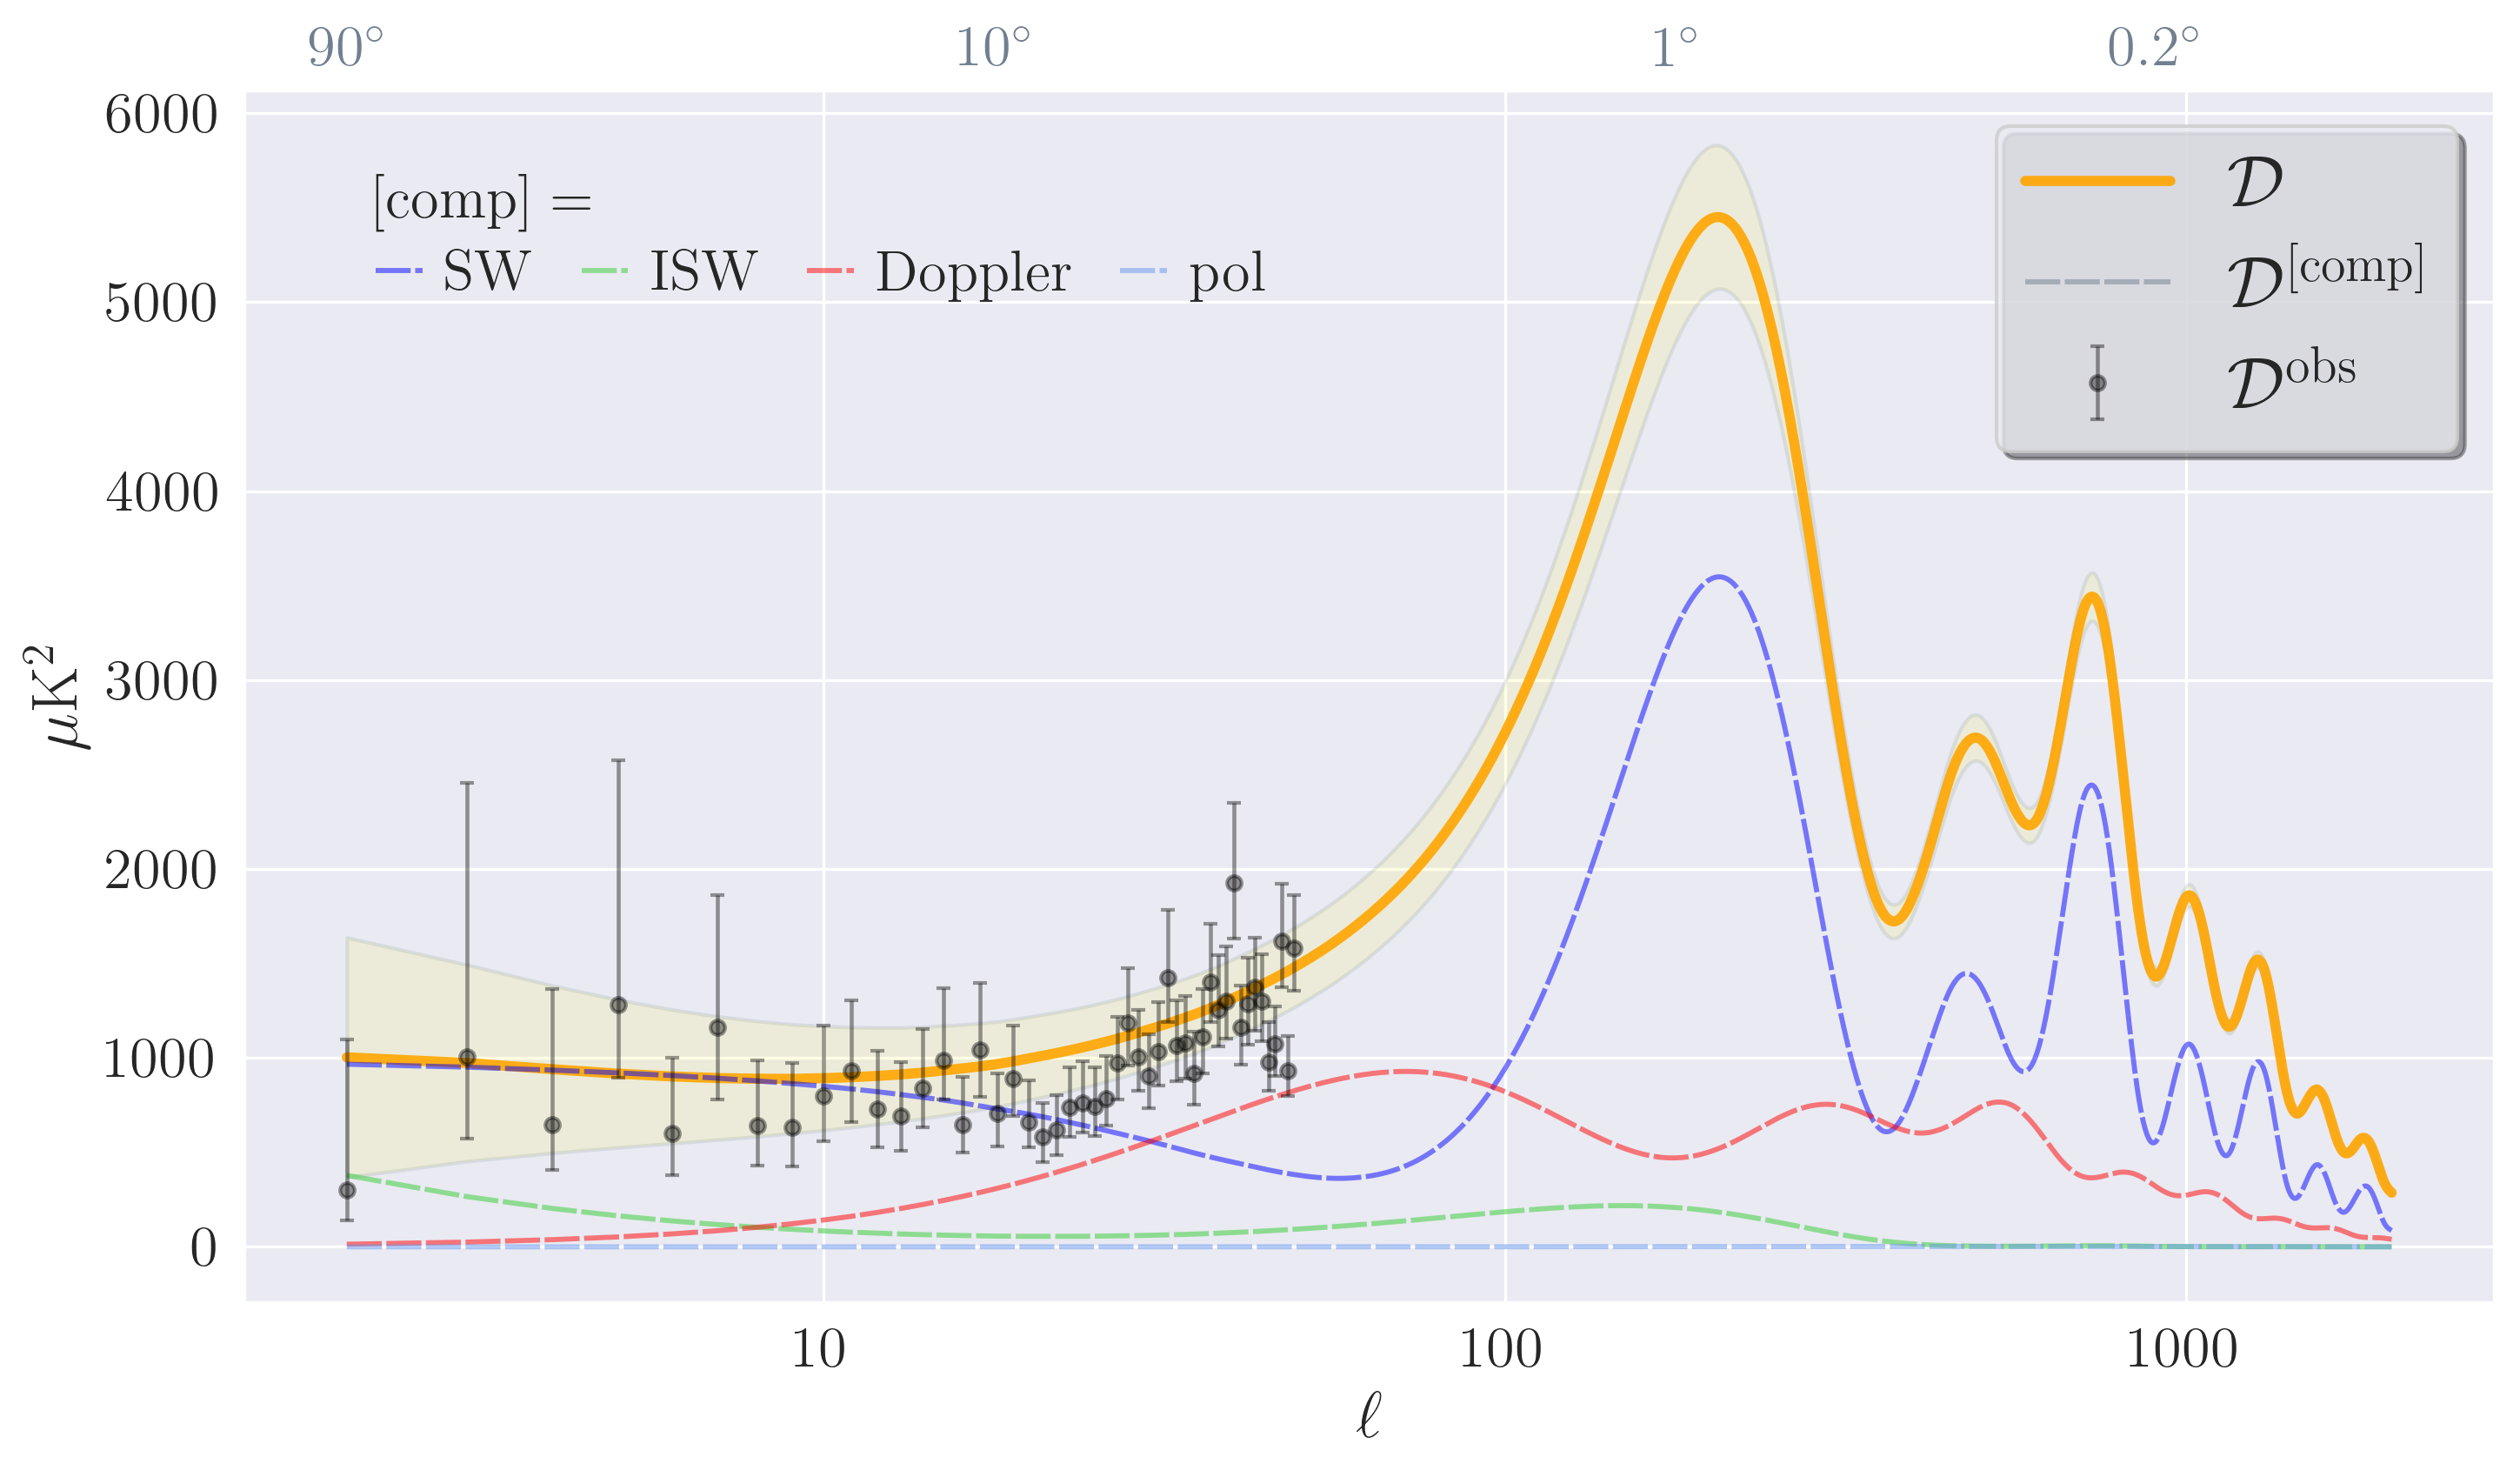 90° 10° 1° 0.2°
6000
5000
4000
3000
2000
1000
0
μK²
[comp] =
SW ISW Doppler pol
𝒟
𝒟[comp]
𝒟obs
10 100 1000
ℓ